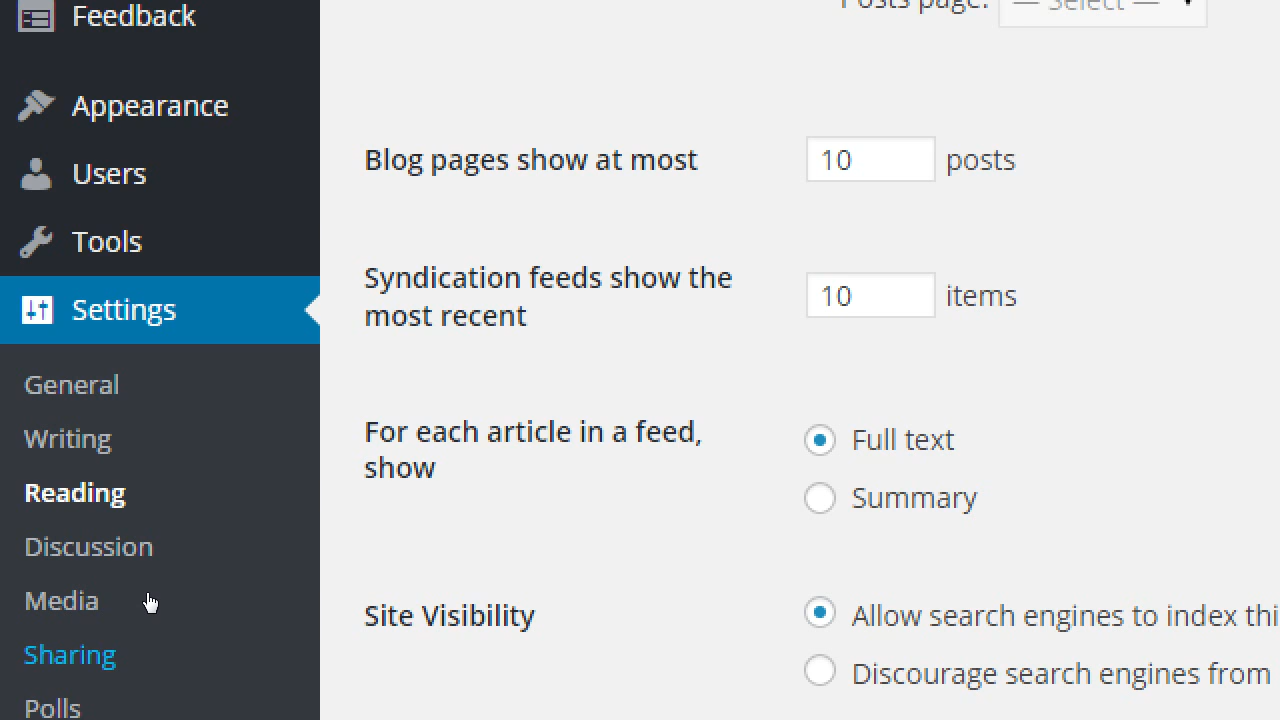 Feedback
Appearance
Users
Tools
Settings
General
Writing
Reading
Discussion
Media
Sharing
Polls
Posts page: — Select —
Blog pages show at most 10 posts
Syndication feeds show the
most recent 10 items
For each article in a feed,
show
Full text
Summary
Site Visibility
Allow search engines to index thi
Discourage search engines from